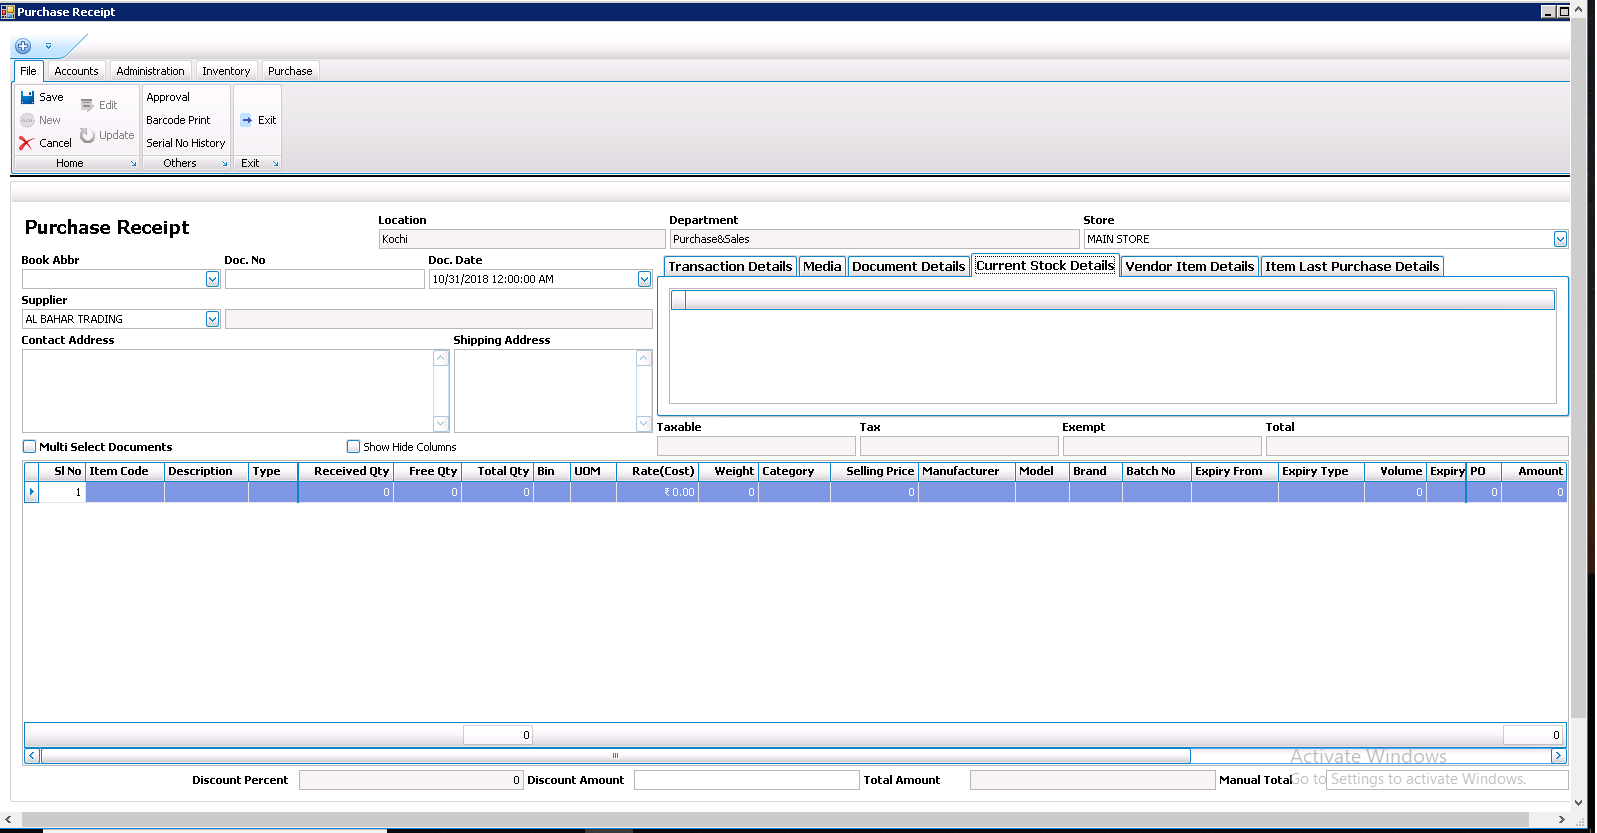 Purchase Receipt
File Accounts Administration Inventory Purchase
Save Edit Approval
New Barcode Print Exit
Cancel Update Serial No History
Home Others Exit
Purchase Receipt
Location Department Store
Kochi Purchase&Sales MAIN STORE
Book Abbr Doc. No Doc. Date
10/31/2018 12:00:00 AM
Transaction Details Media Document Details Current Stock Details Vendor Item Details Item Last Purchase Details
Supplier
AL BAHAR TRADING
Contact Address Shipping Address
Taxable Tax Exempt Total
Multi Select Documents Show Hide Columns
Sl No Item Code Description Type Received Qty Free Qty Total Qty Bin UOM Rate(Cost) Weight Category Selling Price Manufacturer Model Brand Batch No Expiry From Expiry Type Volume Expiry PO Amount
1 0 0 0 ₹ 0.00 0 0 0 0 0
0 0
Activate Windows
Go to Settings to activate Windows.
Discount Percent 0 Discount Amount Total Amount Manual Total